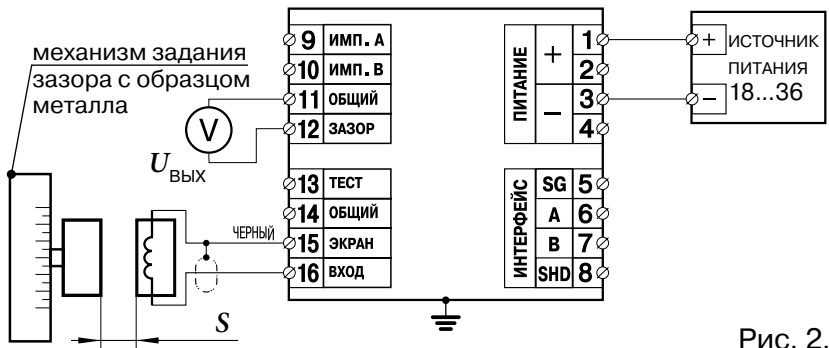 механизм задания
зазора с образцом
металла
9 ИМП. А
10 ИМП. В
11 ОБЩИЙ
12 ЗАЗОР
V
Uвых
13 ТЕСТ
14 ОБЩИЙ
15 ЭКРАН
16 ВХОД
ЧЕРНЫЙ
S
ПИТАНИЕ
+ 1
2
− 3
4
ИНТЕРФЕЙС
SG 5
A 6
B 7
SHD 8
+ ИСТОЧНИК
ПИТАНИЯ
− 18...36
Рис. 2.